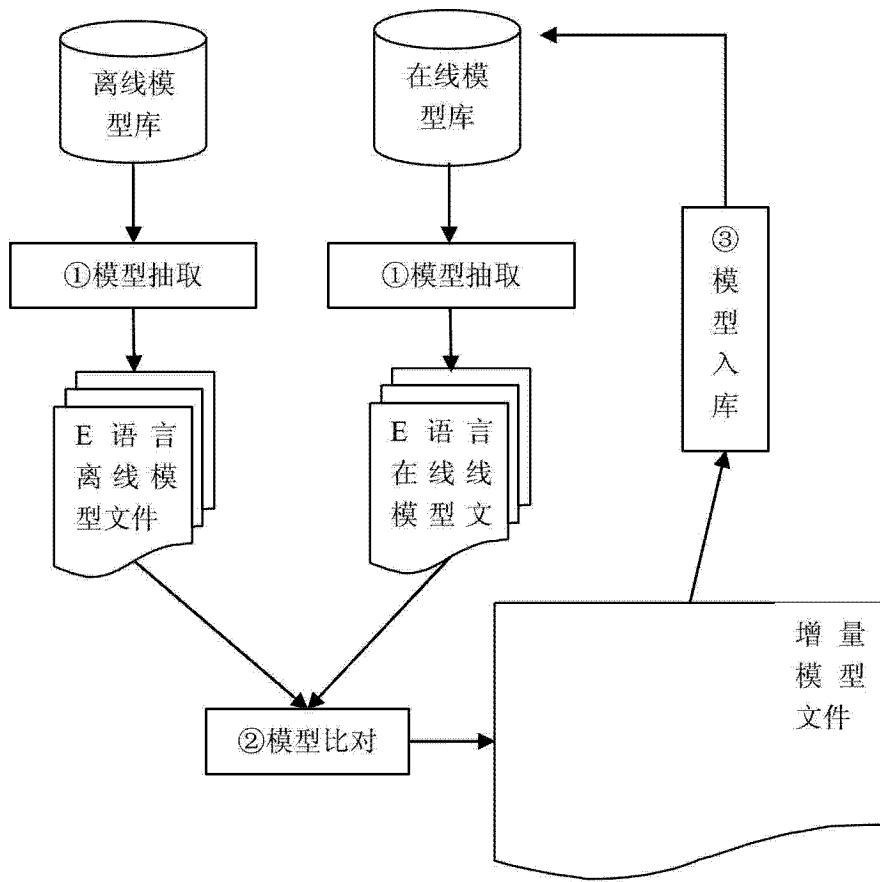 离线模
型库
在线模
型库
①模型抽取
①模型抽取
③
模
型
入
库
E 语 言
离 线 模
型文件
E 语 言
在 线 线
模 型 文
增 量
模 型
文件
②模型比对